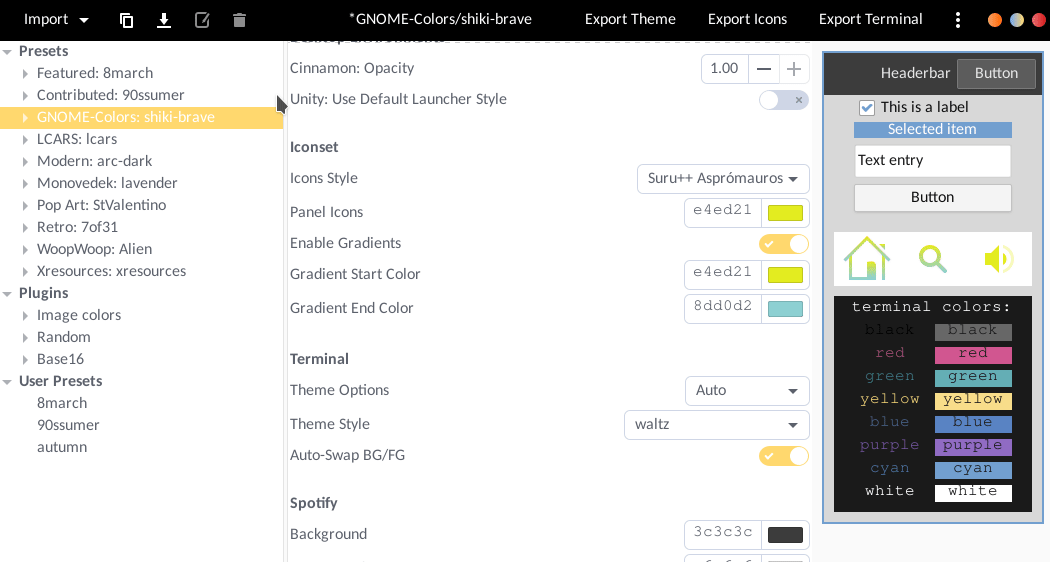 Import
*GNOME-Colors/shiki-brave
Export Theme
Export Icons
Export Terminal
Presets
Featured: 8march
Contributed: 90ssumer
GNOME-Colors: shiki-brave
LCARS: lcars
Modern: arc-dark
Monovedek: lavender
Pop Art: StValentino
Retro: 7of31
WoopWoop: Alien
Xresources: xresources
Plugins
Image colors
Random
Base16
User Presets
8march
90ssumer
autumn
Cinnamon: Opacity
1.00
Unity: Use Default Launcher Style
Iconset
Icons Style
Suru++ Asprómauros
Panel Icons
e4ed21
Enable Gradients
Gradient Start Color
e4ed21
Gradient End Color
8dd0d2
Terminal
Theme Options
Auto
Theme Style
waltz
Auto-Swap BG/FG
Spotify
Background
3c3c3c
Headerbar
Button
This is a label
Selected item
Text entry
Button
terminal colors:
black black
red red
green green
yellow yellow
blue blue
purple purple
cyan cyan
white white